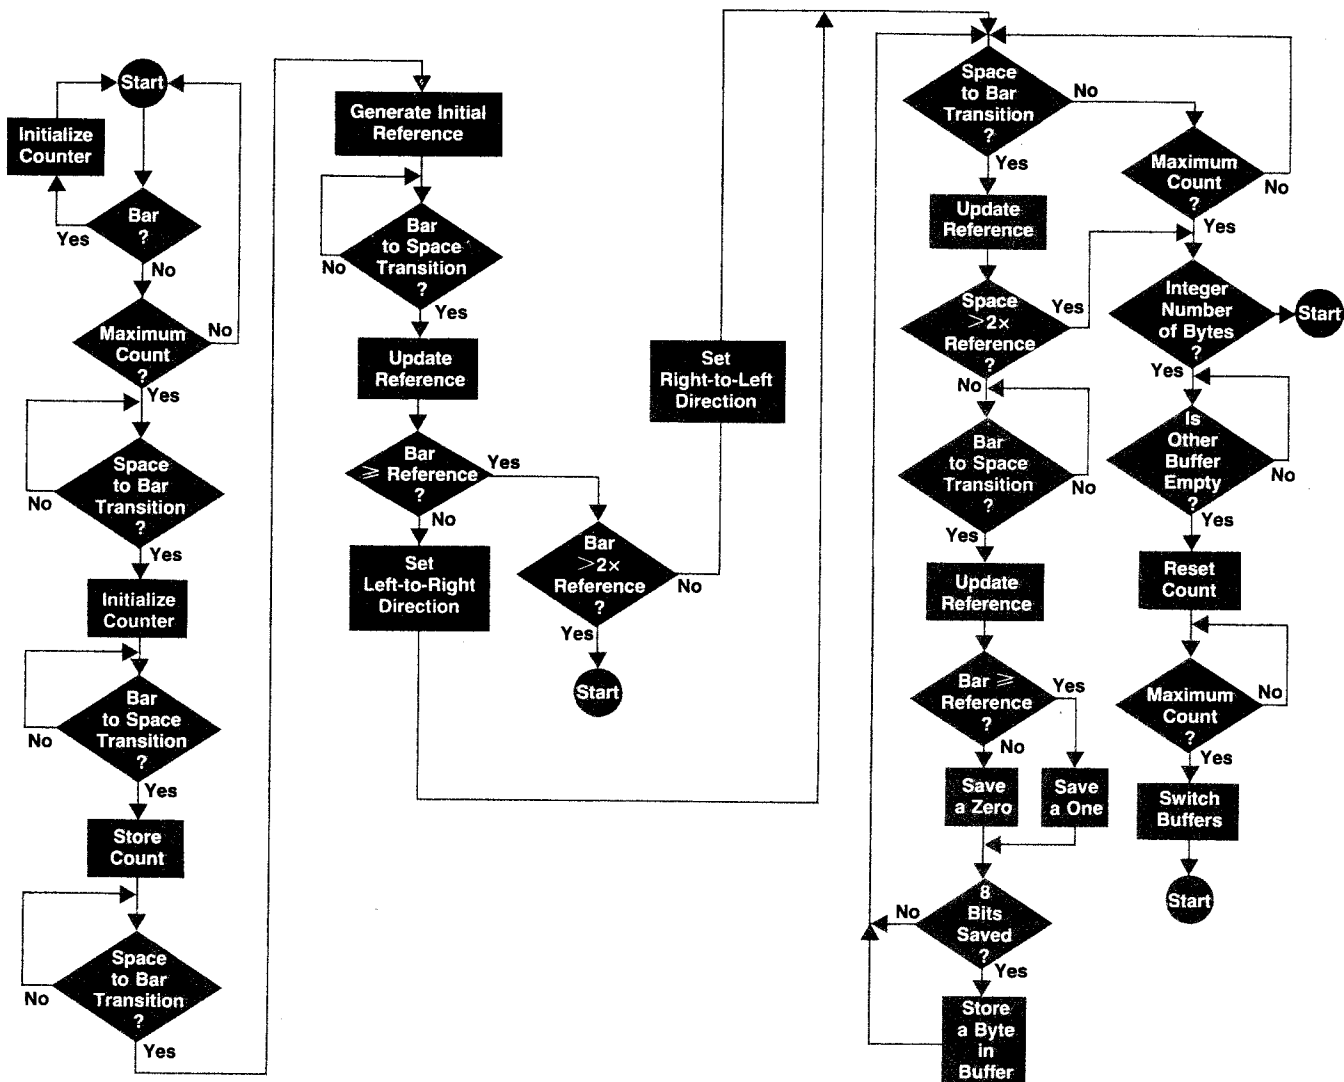 Start
Initialize
Counter
Bar
?
Yes
No
Maximum
Count
?
No
Yes
Space
to Bar
Transition
?
No
Yes
Initialize
Counter
Bar
to Space
Transition
?
No
Yes
Store
Count
Space
to Bar
Transition
?
No
Yes
Generate Initial
Reference
Bar
to Space
Transition
?
No
Yes
Update
Reference
Bar
≥ Reference
?
Yes
No
Set
Left-to-Right
Direction
Bar
>2×
Reference
?
No
Yes
Start
Set
Right-to-Left
Direction
Space
to Bar
Transition
?
No
Yes
Maximum
Count
?
No
Yes
Update
Reference
Space
>2×
Reference
?
Yes
No
Integer
Number
of Bytes
?
Start
Yes
Bar
to Space
Transition
?
No
Yes
Is
Other
Buffer
Empty
?
No
Yes
Update
Reference
Reset
Count
Bar ≥
Reference
?
Yes
No
Maximum
Count
?
No
Yes
Save
a Zero
Save
a One
Switch
Buffers
Start
8
Bits
Saved
?
No
Yes
Store
a Byte
in
Buffer